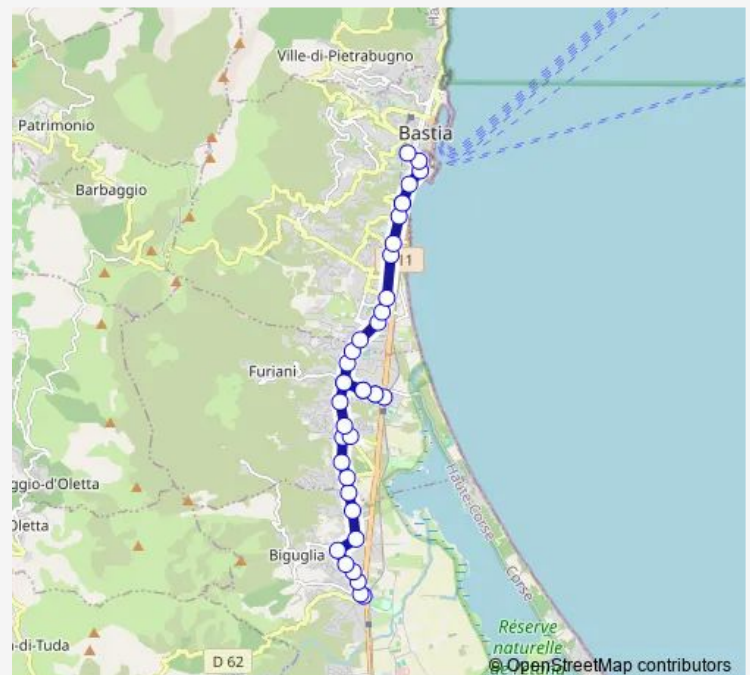 Ville-di-Pietrabugno
Patrimonio
Bastia
Barbaggio
11
Furiani
ggio-d'Oletta
Oletta
Haute-Corse
Corse
Biguglia
-di-Tuda
D 62
Réserve
naturelle
© OpenStreetMap contributors